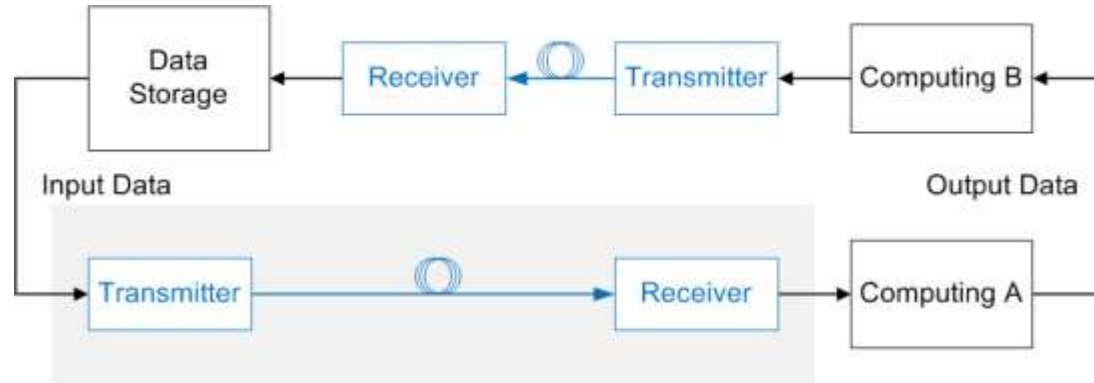 Data
Storage
Receiver
Transmitter
Computing B
Input Data
Output Data
Transmitter
Receiver
Computing A